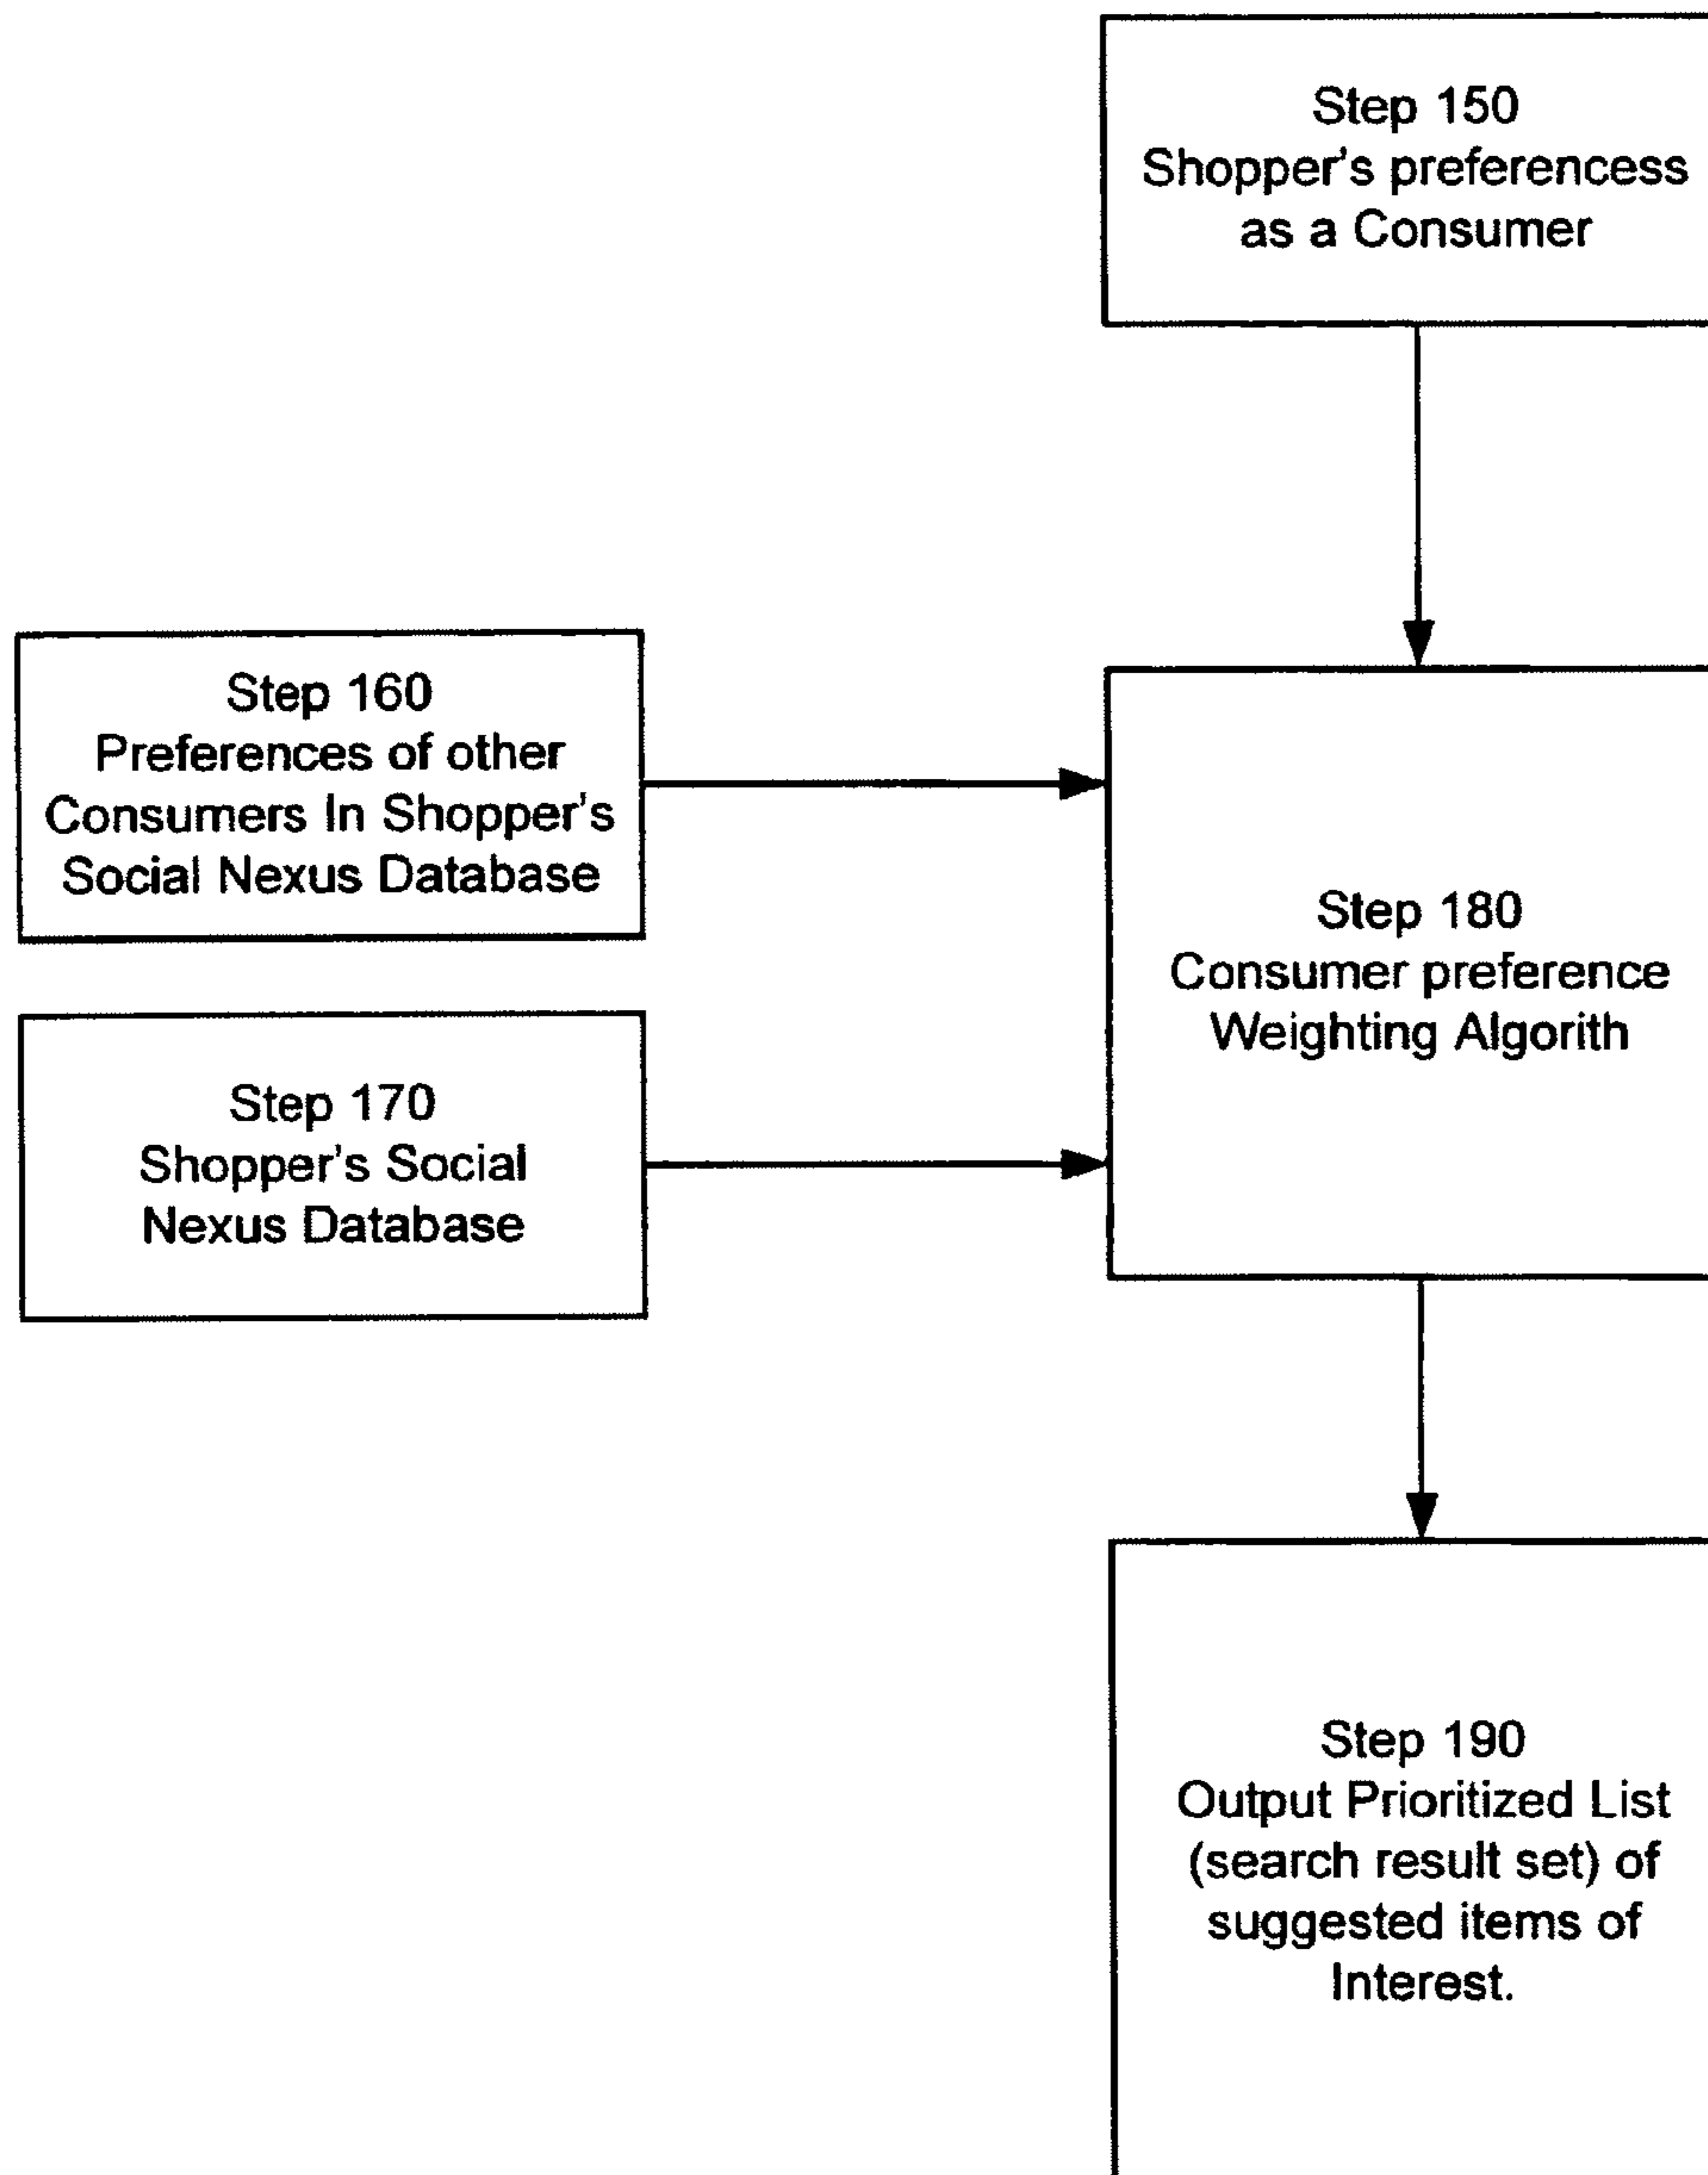 Step 150
Shopper's preferencess
as a Consumer
Step 160
Preferences of other
Consumers In Shopper's
Social Nexus Database
Step 170
Shopper's Social
Nexus Database
Step 180
Consumer preference
Weighting Algorith
Step 190
Output Prioritized List
(search result set) of
suggested items of
Interest.